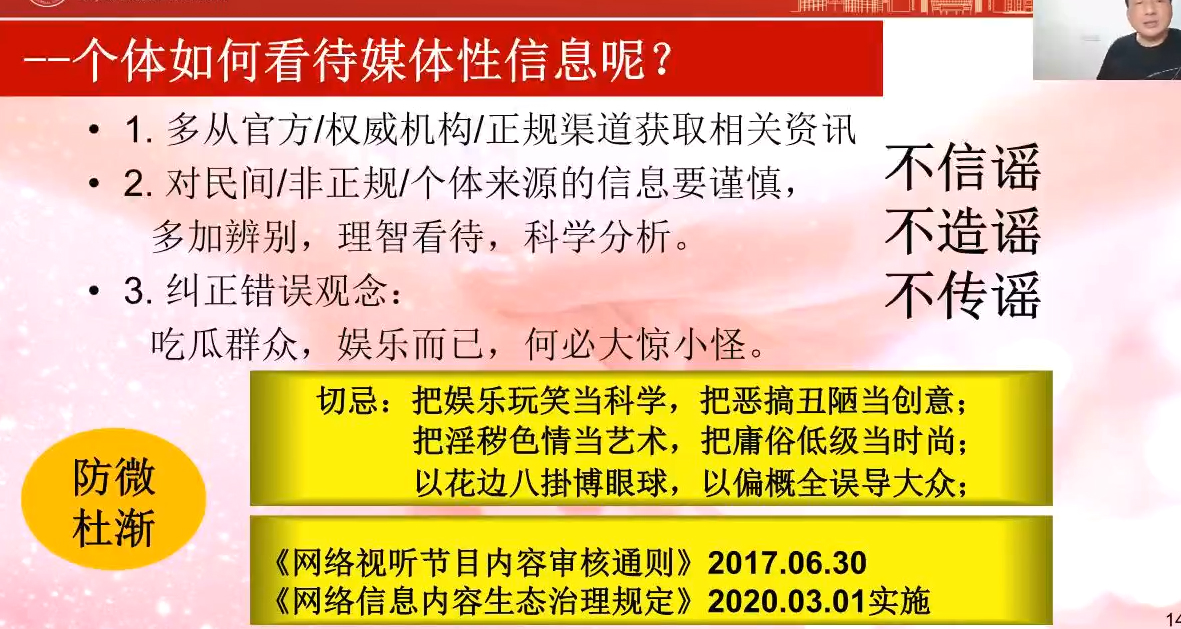 --个体如何看待媒体性信息呢？
• 1. 多从官方/权威机构/正规渠道获取相关资讯
• 2. 对民间/非正规/个体来源的信息要谨慎，
多加辨别，理智看待，科学分析。
• 3. 纠正错误观念：
吃瓜群众，娱乐而已，何必大惊小怪。
不信谣
不造谣
不传谣
切忌：把娱乐玩笑当科学，把恶搞丑陋当创意；
把淫秽色情当艺术，把庸俗低级当时尚；
以花边八掛博眼球，以偏概全误导大众；
防微
杜渐
《网络视听节目内容审核通则》2017.06.30
《网络信息内容生态治理规定》2020.03.01实施